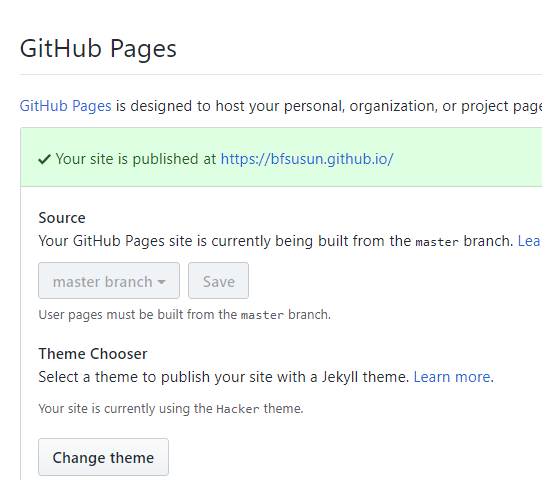 GitHub Pages
GitHub Pages is designed to host your personal, organization, or project page
Your site is published at https://bfsusun.github.io/
Source
Your GitHub Pages site is currently being built from the master branch. Lea
master branch Save
User pages must be built from the master branch.
Theme Chooser
Select a theme to publish your site with a Jekyll theme. Learn more.
Your site is currently using the Hacker theme.
Change theme